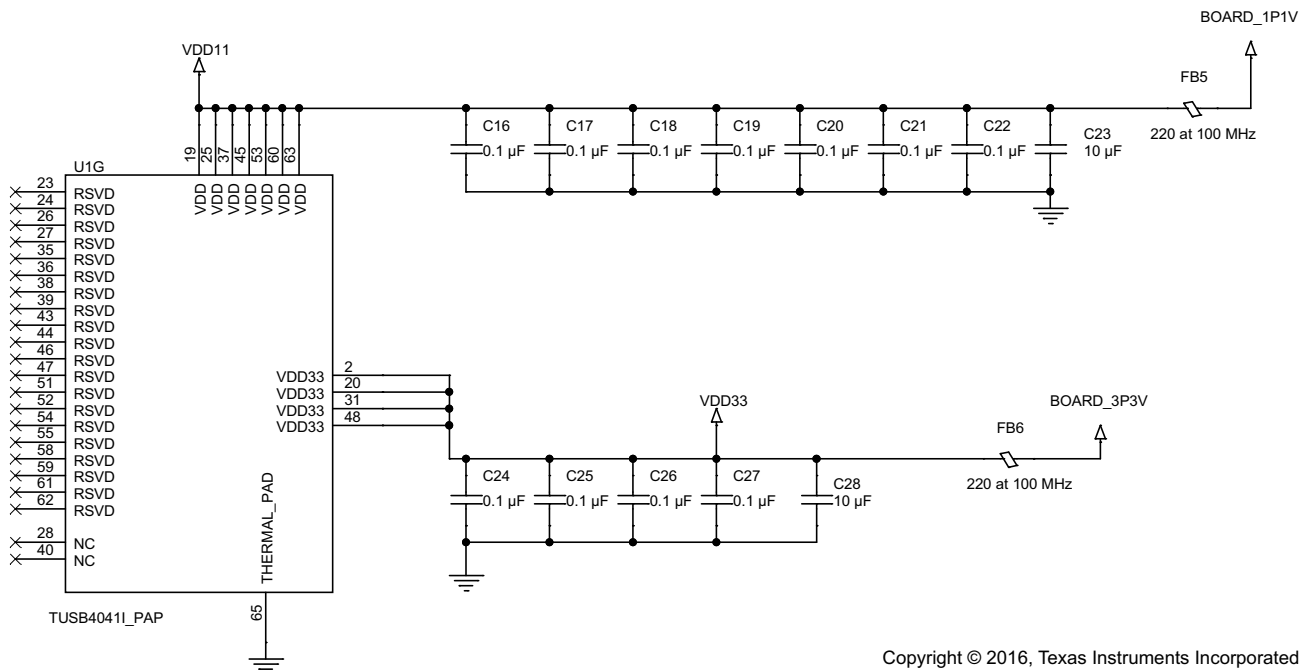 BOARD_1P1V
VDD11
FB5
220 at 100 MHz
C16
0.1 µF
C17
0.1 µF
C18
0.1 µF
C19
0.1 µF
C20
0.1 µF
C21
0.1 µF
C22
0.1 µF
C23
10 µF
19
25
37
45
53
60
63
U1G
VDD
VDD
VDD
VDD
VDD
VDD
VDD
23 RSVD
24 RSVD
26 RSVD
27 RSVD
35 RSVD
36 RSVD
38 RSVD
39 RSVD
43 RSVD
44 RSVD
46 RSVD
47 RSVD
51 RSVD
52 RSVD
54 RSVD
55 RSVD
58 RSVD
59 RSVD
61 RSVD
62 RSVD
28 NC
40 NC
VDD33 2
VDD33 20
VDD33 31
VDD33 48
THERMAL_PAD
65
TUSB4041I_PAP
VDD33
BOARD_3P3V
FB6
220 at 100 MHz
C24
0.1 µF
C25
0.1 µF
C26
0.1 µF
C27
0.1 µF
C28
10 µF
Copyright © 2016, Texas Instruments Incorporated